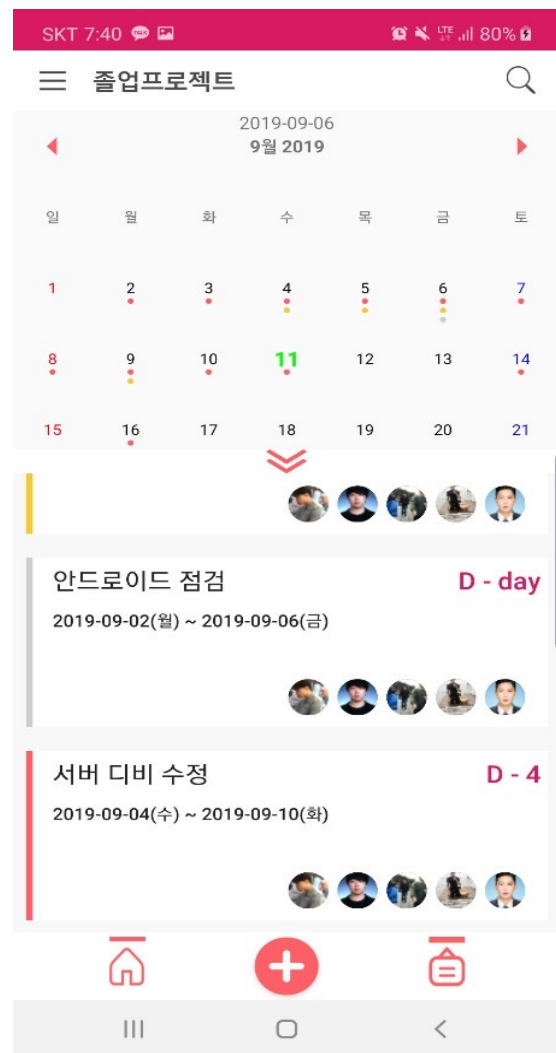 SKT 7:40 LTE 80%
졸업프로젝트
2019-09-06
9월 2019
일 월 화 수 목 금 토
1 2 3 4 5 6 7
8 9 10 11 12 13 14
15 16 17 18 19 20 21
안드로이드 점검 D - day
2019-09-02(월) ~ 2019-09-06(금)
서버 디비 수정 D - 4
2019-09-04(수) ~ 2019-09-10(화)